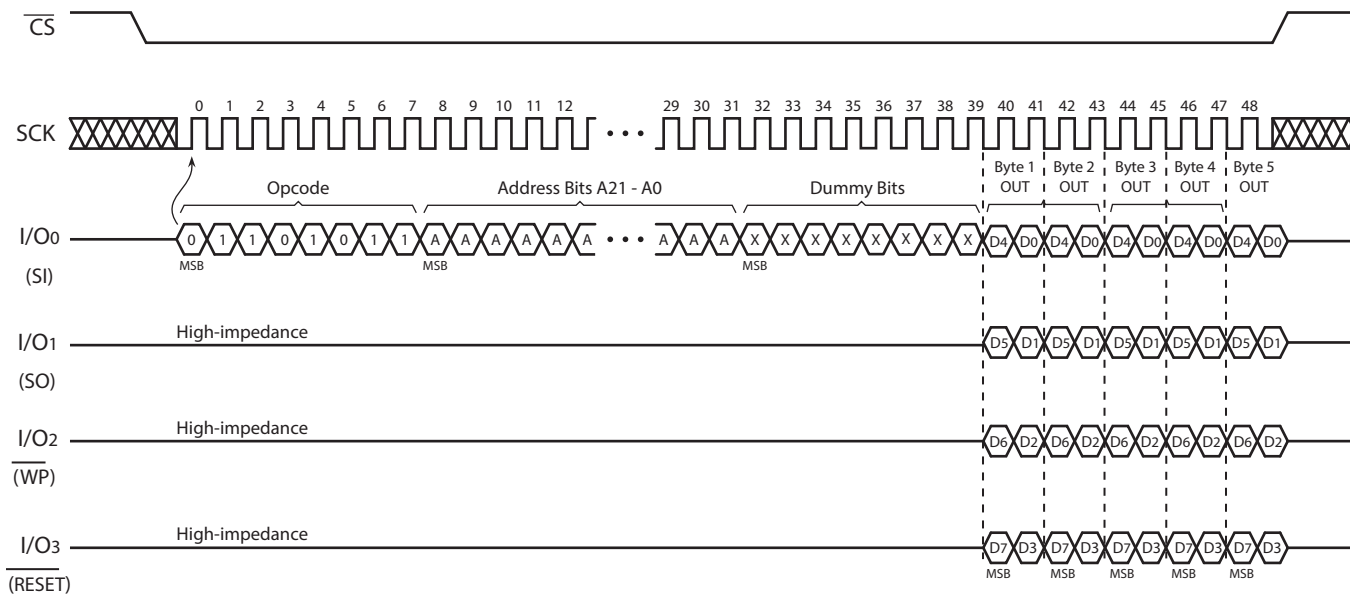 CS
0 1 2 3 4 5 6 7 8 9 10 11 12 29 30 31 32 33 34 35 36 37 38 39 40 41 42 43 44 45 46 47 48
SCK • • •
Byte 1 OUT Byte 2 OUT Byte 3 OUT Byte 4 OUT Byte 5 OUT
Opcode Address Bits A21 - A0 Dummy Bits
I/O0 0 1 1 0 1 0 1 1 A A A A A A • • • A A A X X X X X X X X D4 D0 D4 D0 D4 D0 D4 D0 D4 D0
(SI) MSB MSB MSB
High-impedance
I/O1 D5 D1 D5 D1 D5 D1 D5 D1 D5 D1
(SO)
High-impedance
I/O2 D6 D2 D6 D2 D6 D2 D6 D2 D6 D2
(WP)
High-impedance
I/O3 D7 D3 D7 D3 D7 D3 D7 D3 D7 D3
(RESET) MSB MSB MSB MSB MSB